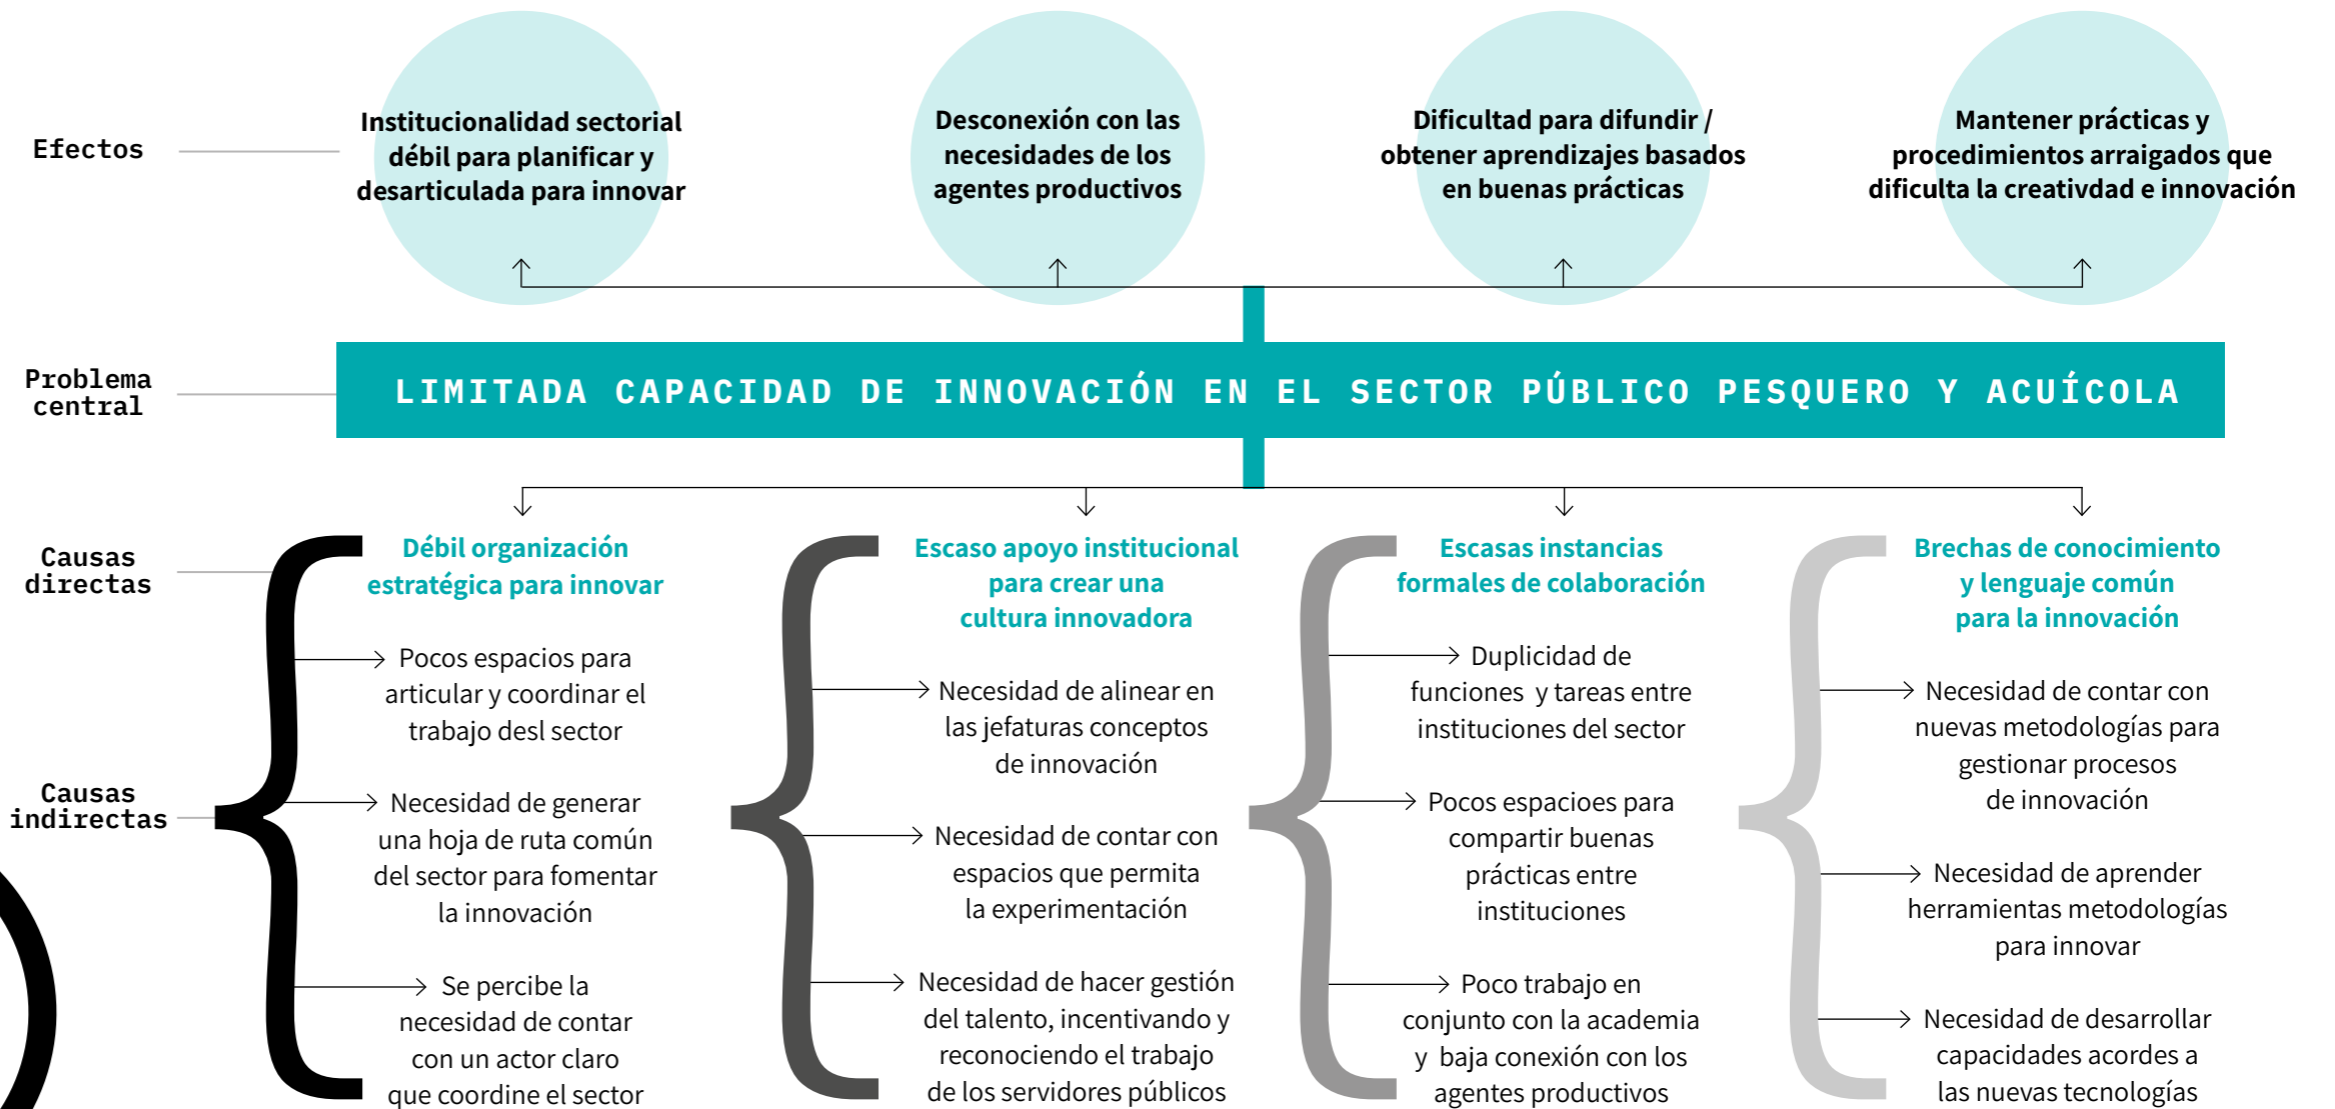 Efectos
Institucionalidad sectorial
débil para planificar y
desarticulada para innovar
Desconexión con las
necesidades de los
agentes productivos
Dificultad para difundir /
obtener aprendizajes basados
en buenas prácticas
Mantener prácticas y
procedimientos arraigados que
dificulta la creativdad e innovación
Problema
central
LIMITADA CAPACIDAD DE INNOVACIÓN EN EL SECTOR PÚBLICO PESQUERO Y ACUÍCOLA
Causas
directas
Débil organización
estratégica para innovar
Escaso apoyo institucional
para crear una
cultura innovadora
Escasas instancias
formales de colaboración
Brechas de conocimiento
y lenguaje común
para la innovación
Causas
indirectas
Pocos espacios para
articular y coordinar el
trabajo desl sector
Necesidad de generar
una hoja de ruta común
del sector para fomentar
la innovación
Se percibe la
necesidad de contar
con un actor claro
que coordine el sector
Necesidad de alinear en
las jefaturas conceptos
de innovación
Necesidad de contar con
espacios que permita
la experimentación
Necesidad de hacer gestión
del talento, incentivando y
reconociendo el trabajo
de los servidores públicos
Duplicidad de
funciones y tareas entre
instituciones del sector
Pocos espacioes para
compartir buenas
prácticas entre
instituciones
Poco trabajo en
conjunto con la academia
y baja conexión con los
agentes productivos
Necesidad de contar con
nuevas metodologías para
gestionar procesos
de innovación
Necesidad de aprender
herramientas metodologías
para innovar
Necesidad de desarrollar
capacidades acordes a
las nuevas tecnologías